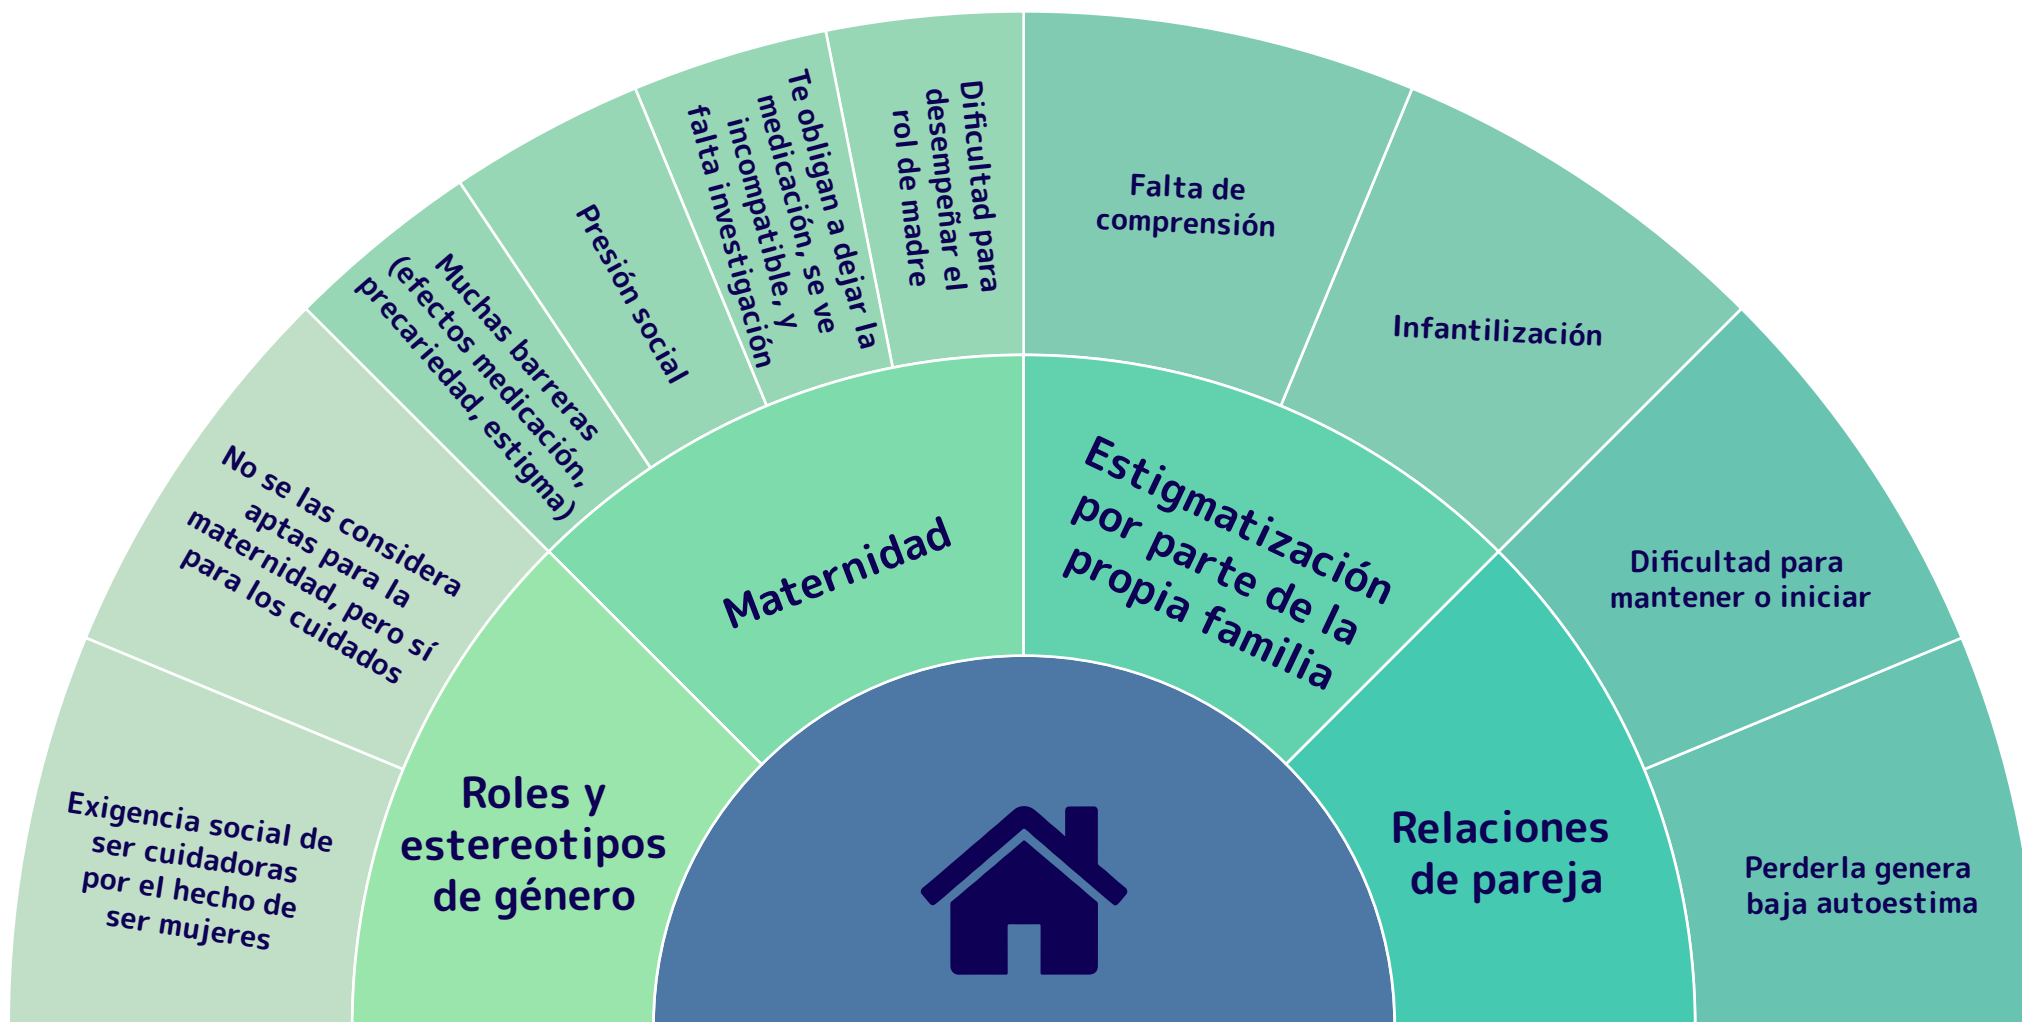 Exigencia social de
ser cuidadoras
por el hecho de
ser mujeres
No se las considera
aptas para la
maternidad, pero sí
para los cuidados
Roles y
estereotipos
de género
Muchas barreras
(efectos medicación,
precariedad, estigma)
Presión social
Te obligan a dejar la
medicación, se ve
incompatible, y
falta investigación
Dificultad para
desempeñar el
rol de madre
Maternidad
Falta de
comprensión
Infantilización
Estigmatización
por parte de la
propia familia
Dificultad para
mantener o iniciar
Perderla genera
baja autoestima
Relaciones
de pareja